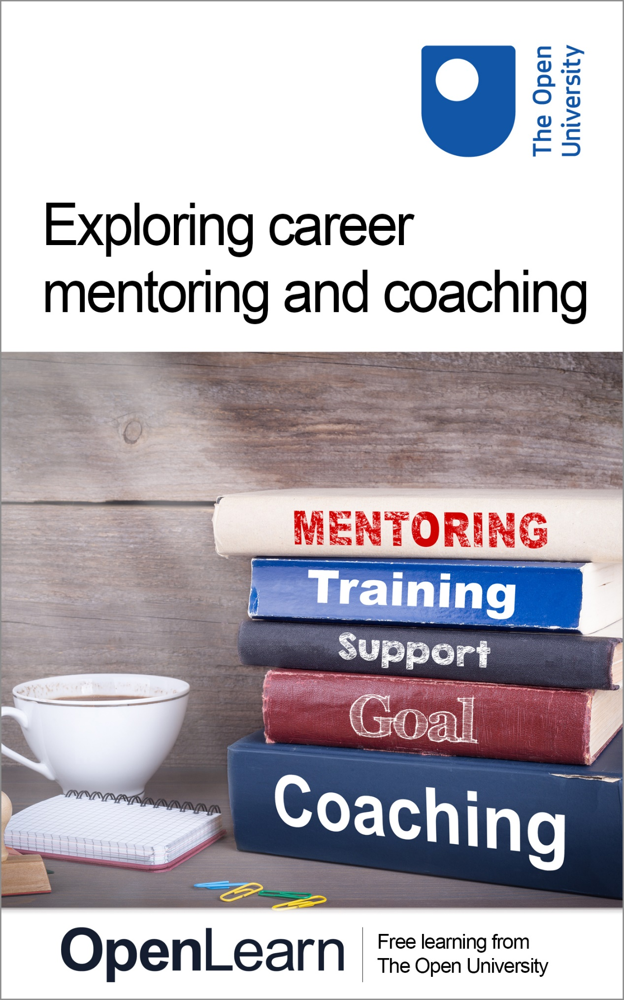 The Open
University
Exploring career
mentoring and coaching
MENTORING
Training
Support
Goal
Coaching
OpenLearn
Free learning from
The Open University